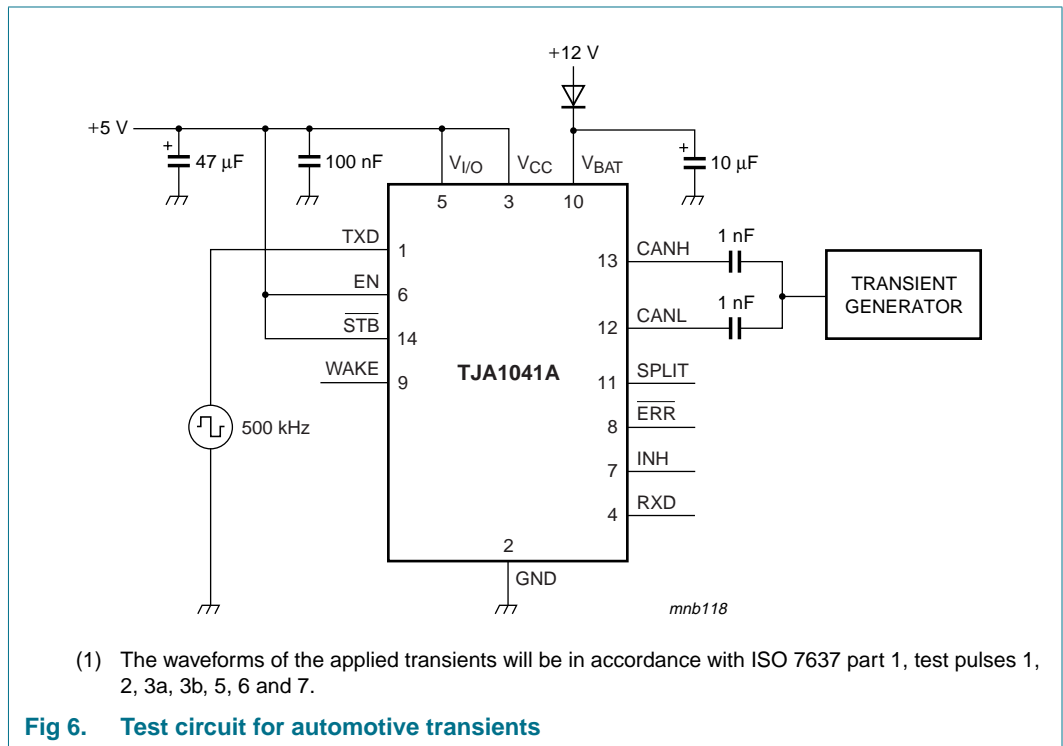 +12 V
+5 V
+
47 μF
100 nF
VI/O
VCC
VBAT
+
10 μF
5
3
10
TXD
1
EN
6
STB
14
WAKE
9
TJA1041A
13
CANH
1 nF
12
CANL
1 nF
TRANSIENT
GENERATOR
11
SPLIT
8
ERR
7
INH
4
RXD
500 kHz
2
GND
mnb118
(1) The waveforms of the applied transients will be in accordance with ISO 7637 part 1, test pulses 1,
2, 3a, 3b, 5, 6 and 7.
Fig 6. Test circuit for automotive transients